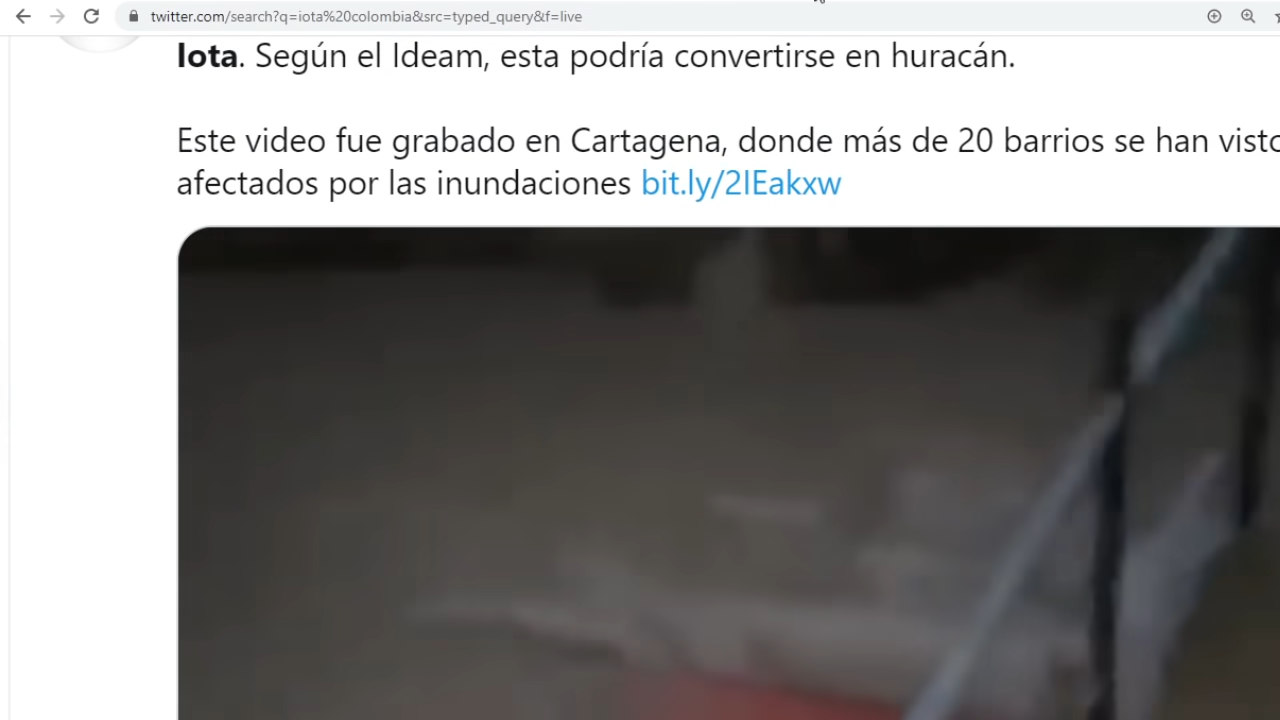 twitter.com/search?q=iota%20colombia&src=typed_query&f=live
Iota. Según el Ideam, esta podría convertirse en huracán.
Este video fue grabado en Cartagena, donde más de 20 barrios se han visto
afectados por las inundaciones bit.ly/2IEakxw